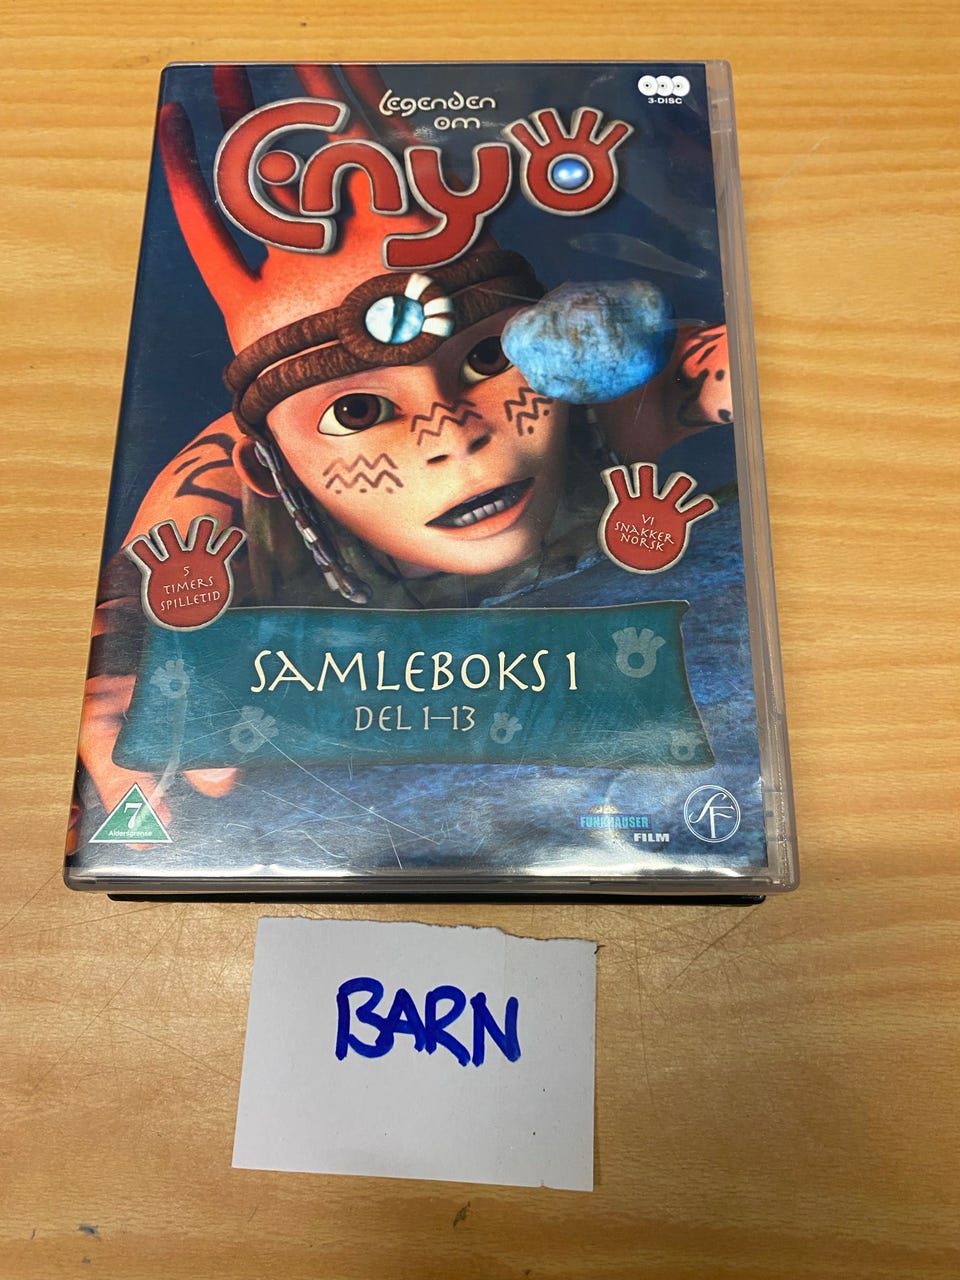 Legenden
om
Enyo
3-DISC
VI
SNAKKER
NORSK
5
TIMERS
SPILLETID
SAMLEBOKS 1
DEL 1–13
7
Aldersgrense
FUNKHAUSER
FILM
SF
BARN